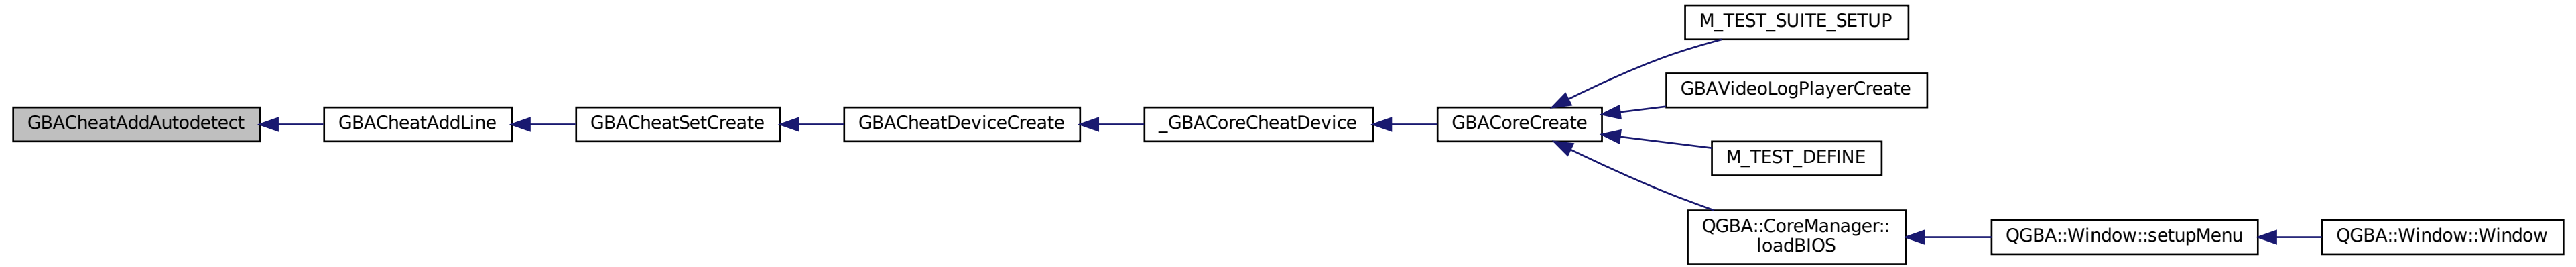 M_TEST_SUITE_SETUP
GBAVideoLogPlayerCreate
GBACheatAddAutodetect
GBACheatAddLine
GBACheatSetCreate
GBACheatDeviceCreate
_GBACoreCheatDevice
GBACoreCreate
M_TEST_DEFINE
QGBA::CoreManager::
loadBIOS
QGBA::Window::setupMenu
QGBA::Window::Window